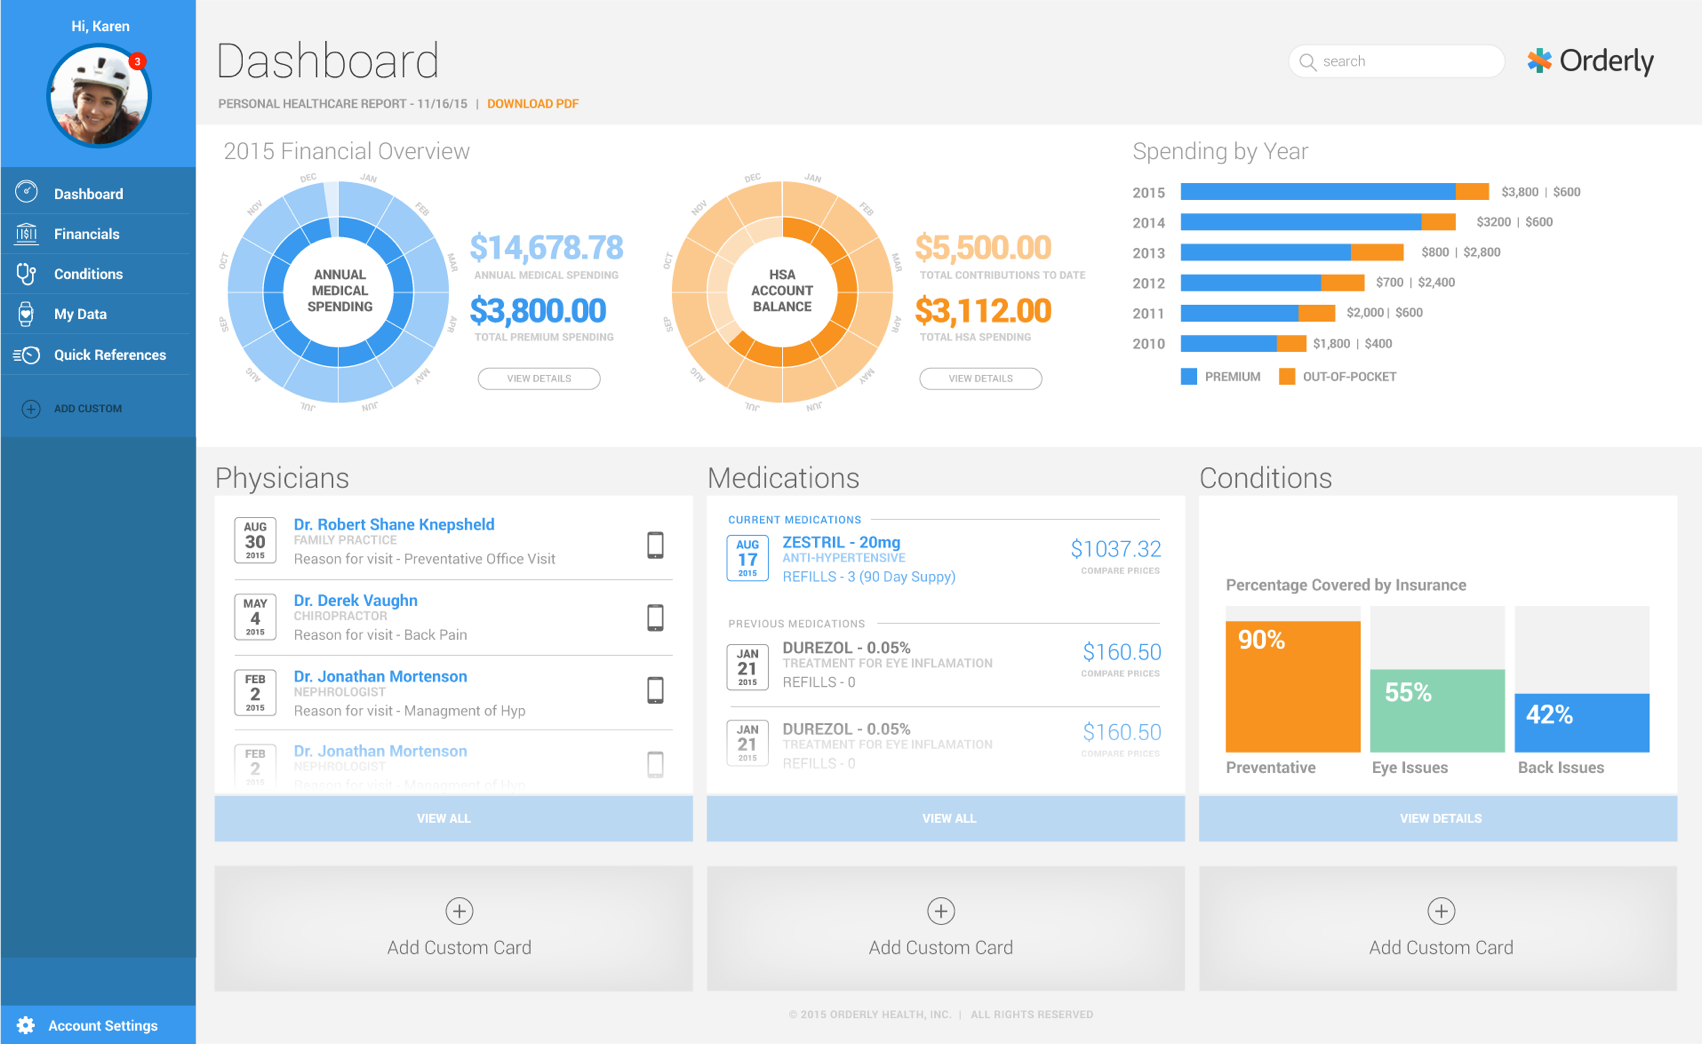 Hi, Karen
3
Dashboard
Financials
Conditions
My Data
Quick References
ADD CUSTOM
Account Settings
Dashboard
PERSONAL HEALTHCARE REPORT - 11/16/15 | DOWNLOAD PDF
search
Orderly
2015 Financial Overview
JAN
FEB
MAR
APR
MAY
JUN
JUL
AUG
SEP
OCT
NOV
DEC
ANNUAL
MEDICAL
SPENDING
$14,678.78
ANNUAL MEDICAL SPENDING
$3,800.00
TOTAL PREMIUM SPENDING
VIEW DETAILS
JAN
FEB
MAR
APR
MAY
JUN
JUL
AUG
SEP
OCT
NOV
DEC
HSA
ACCOUNT
BALANCE
$5,500.00
TOTAL CONTRIBUTIONS TO DATE
$3,112.00
TOTAL HSA SPENDING
VIEW DETAILS
Spending by Year
2015 $3,800 | $600
2014 $3200 | $600
2013 $800 | $2,800
2012 $700 | $2,400
2011 $2,000 | $600
2010 $1,800 | $400
PREMIUM OUT-OF-POCKET
Physicians
AUG
30
2015
Dr. Robert Shane Knepsheld
FAMILY PRACTICE
Reason for visit - Preventative Office Visit
MAY
4
2015
Dr. Derek Vaughn
CHIROPRACTOR
Reason for visit - Back Pain
FEB
2
2015
Dr. Jonathan Mortenson
NEPHROLOGIST
Reason for visit - Managment of Hyp
FEB
2
2015
Dr. Jonathan Mortenson
NEPHROLOGIST
Reason for visit - Managment of Hyp
VIEW ALL
Medications
CURRENT MEDICATIONS
AUG
17
2015
ZESTRIL - 20mg
ANTI-HYPERTENSIVE
REFILLS - 3 (90 Day Suppy)
$1037.32
COMPARE PRICES
PREVIOUS MEDICATIONS
JAN
21
2015
DUREZOL - 0.05%
TREATMENT FOR EYE INFLAMATION
REFILLS - 0
$160.50
COMPARE PRICES
JAN
21
2015
DUREZOL - 0.05%
TREATMENT FOR EYE INFLAMATION
REFILLS - 0
$160.50
COMPARE PRICES
VIEW ALL
Conditions
Percentage Covered by Insurance
90%
55%
42%
Preventative
Eye Issues
Back Issues
VIEW DETAILS
Add Custom Card
Add Custom Card
Add Custom Card
© 2015 ORDERLY HEALTH, INC. | ALL RIGHTS RESERVED